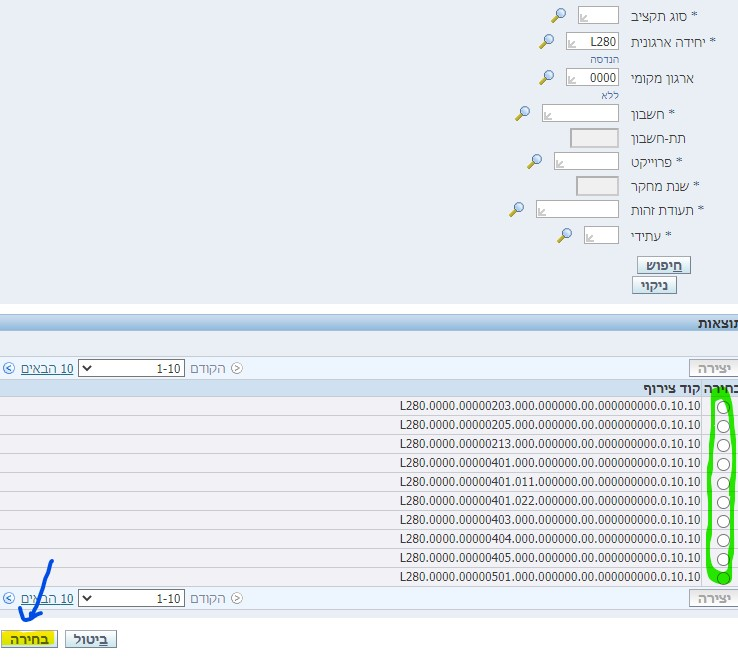 * סוג תקציב
* יחידה ארגונית L280
הנדסה
ארגון מקומי 0000
ללא
* חשבון
תת-חשבון
* פרוייקט
* שנת מחקר
* תעודת זהות
* עתידי
חיפוש
ניקוי
תוצאות
יצירה הקודם 1-10 10 הבאים
בחירה קוד צירוף
L280.0000.00000203.000.000000.00.000000000.0.10.10
L280.0000.00000205.000.000000.00.000000000.0.10.10
L280.0000.00000213.000.000000.00.000000000.0.10.10
L280.0000.00000401.000.000000.00.000000000.0.10.10
L280.0000.00000401.011.000000.00.000000000.0.10.10
L280.0000.00000401.022.000000.00.000000000.0.10.10
L280.0000.00000403.000.000000.00.000000000.0.10.10
L280.0000.00000404.000.000000.00.000000000.0.10.10
L280.0000.00000405.000.000000.00.000000000.0.10.10
L280.0000.00000501.000.000000.00.000000000.0.10.10
יצירה הקודם 1-10 10 הבאים
ביטול בחירה